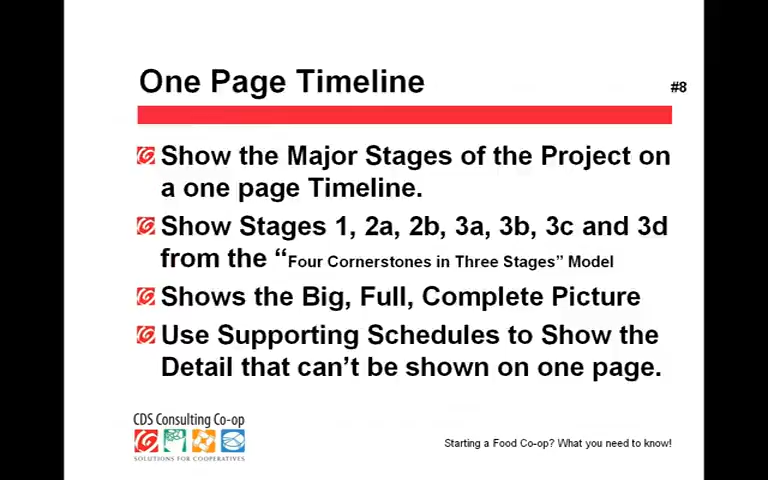 One Page Timeline
#8
Show the Major Stages of the Project on
a one page Timeline.
Show Stages 1, 2a, 2b, 3a, 3b, 3c and 3d
from the “Four Cornerstones in Three Stages” Model
Shows the Big, Full, Complete Picture
Use Supporting Schedules to Show the
Detail that can’t be shown on one page.
CDS Consulting Co-op
SOLUTIONS FOR COOPERATIVES
Starting a Food Co-op? What you need to know!